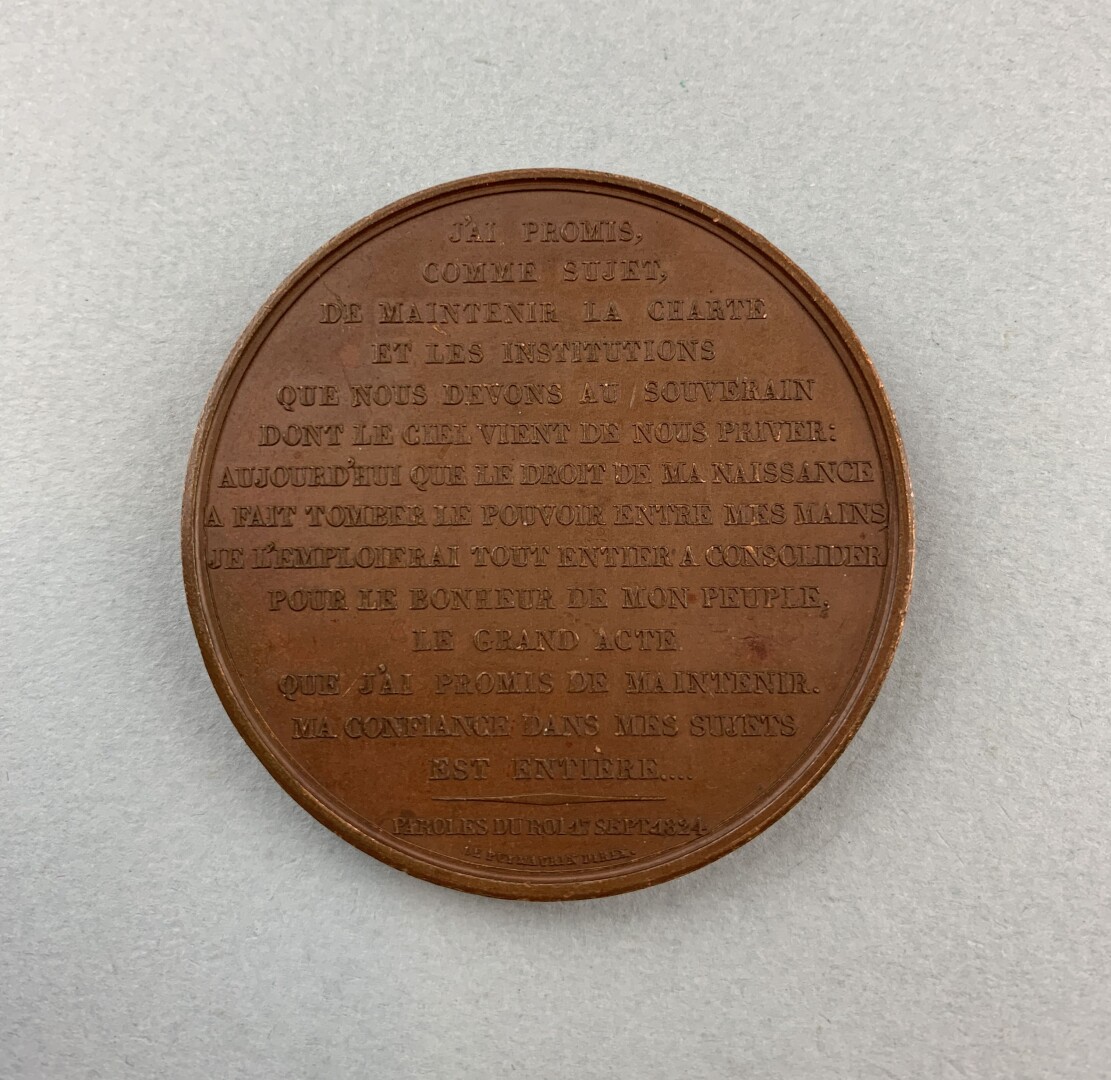 J'AI PROMIS,
COMME SUJET,
DE MAINTENIR LA CHARTE
ET LES INSTITUTIONS
QUE NOUS DEVONS AU SOUVERAIN
DONT LE CIEL VIENT DE NOUS PRIVER:
AUJOURD'HUI QUE LE DROIT DE MA NAISSANCE
A FAIT TOMBER LE POUVOIR ENTRE MES MAINS
JE L'EMPLOIERAI TOUT ENTIER A CONSOLIDER
POUR LE BONHEUR DE MON PEUPLE,
LE GRAND ACTE
QUE J'AI PROMIS DE MAINTENIR.
MA CONFIANCE DANS MES SUJETS
EST ENTIÈRE....
PAROLES DU ROI 17 SEPT. 1824.
DE PUYMAURIN DIREX.